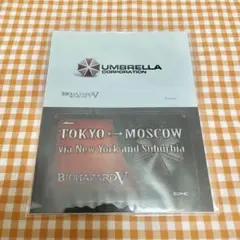 UMBRELLA
CORPORATION
BIOHAZARD V
TOKYO ↔ MOSCOW
via New York and Suburbia
BIOHAZARD V